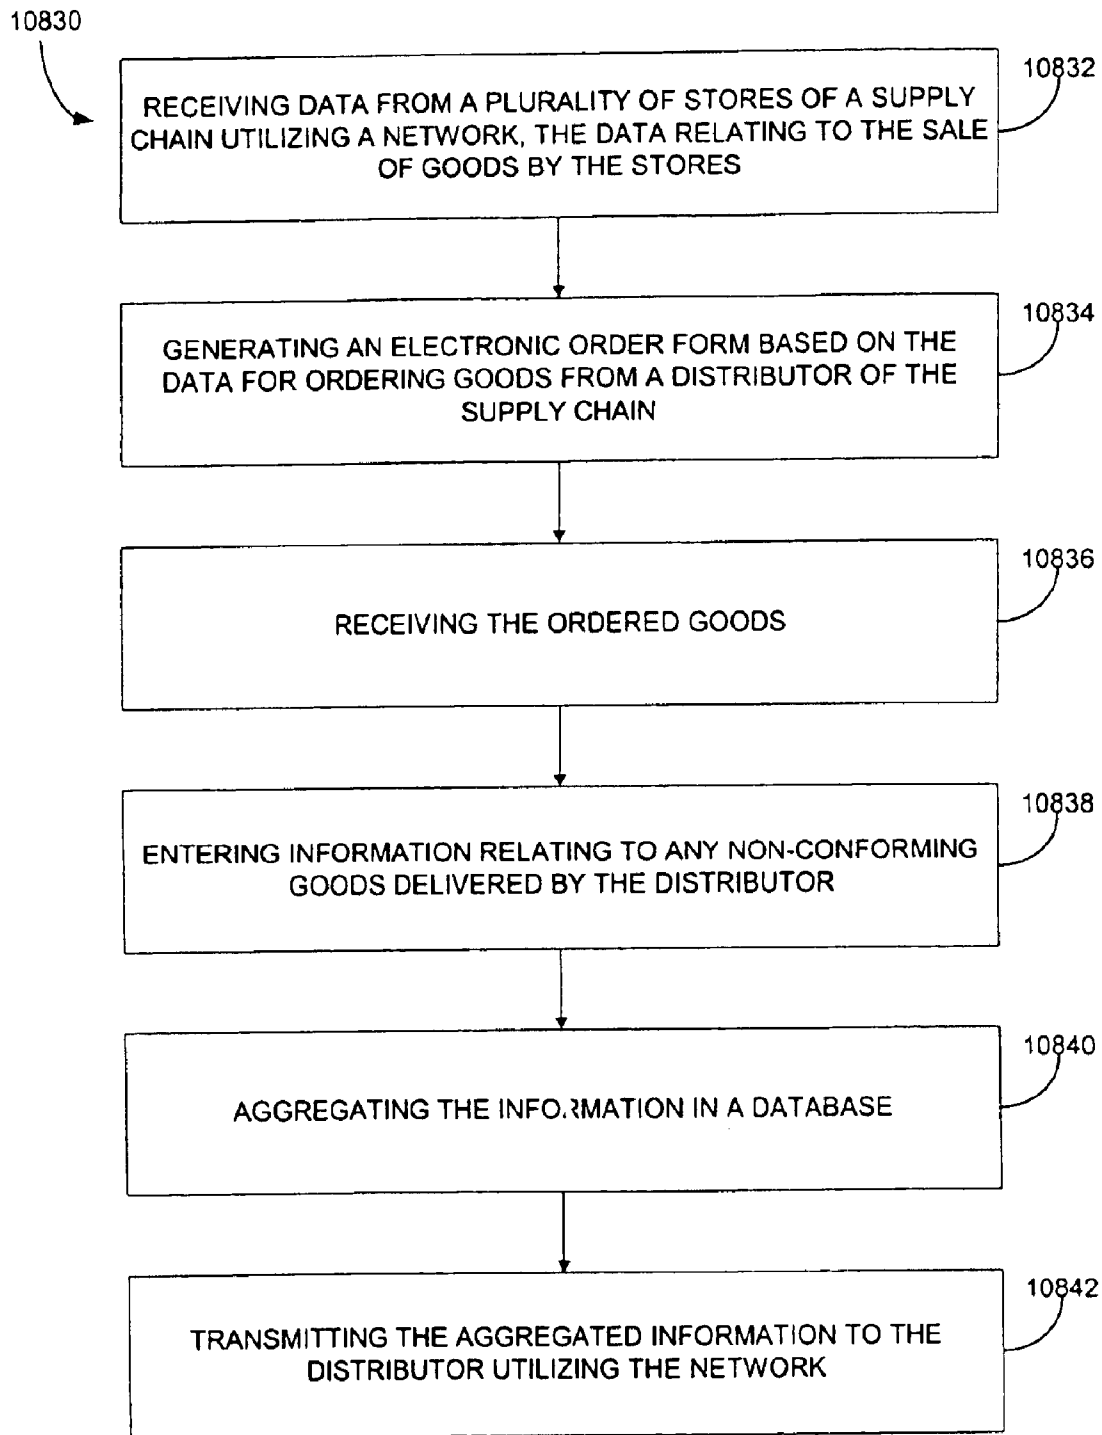 10830
10832
RECEIVING DATA FROM A PLURALITY OF STORES OF A SUPPLY
CHAIN UTILIZING A NETWORK, THE DATA RELATING TO THE SALE
OF GOODS BY THE STORES
10834
GENERATING AN ELECTRONIC ORDER FORM BASED ON THE
DATA FOR ORDERING GOODS FROM A DISTRIBUTOR OF THE
SUPPLY CHAIN
10836
RECEIVING THE ORDERED GOODS
10838
ENTERING INFORMATION RELATING TO ANY NON-CONFORMING
GOODS DELIVERED BY THE DISTRIBUTOR
10840
AGGREGATING THE INFORMATION IN A DATABASE
10842
TRANSMITTING THE AGGREGATED INFORMATION TO THE
DISTRIBUTOR UTILIZING THE NETWORK